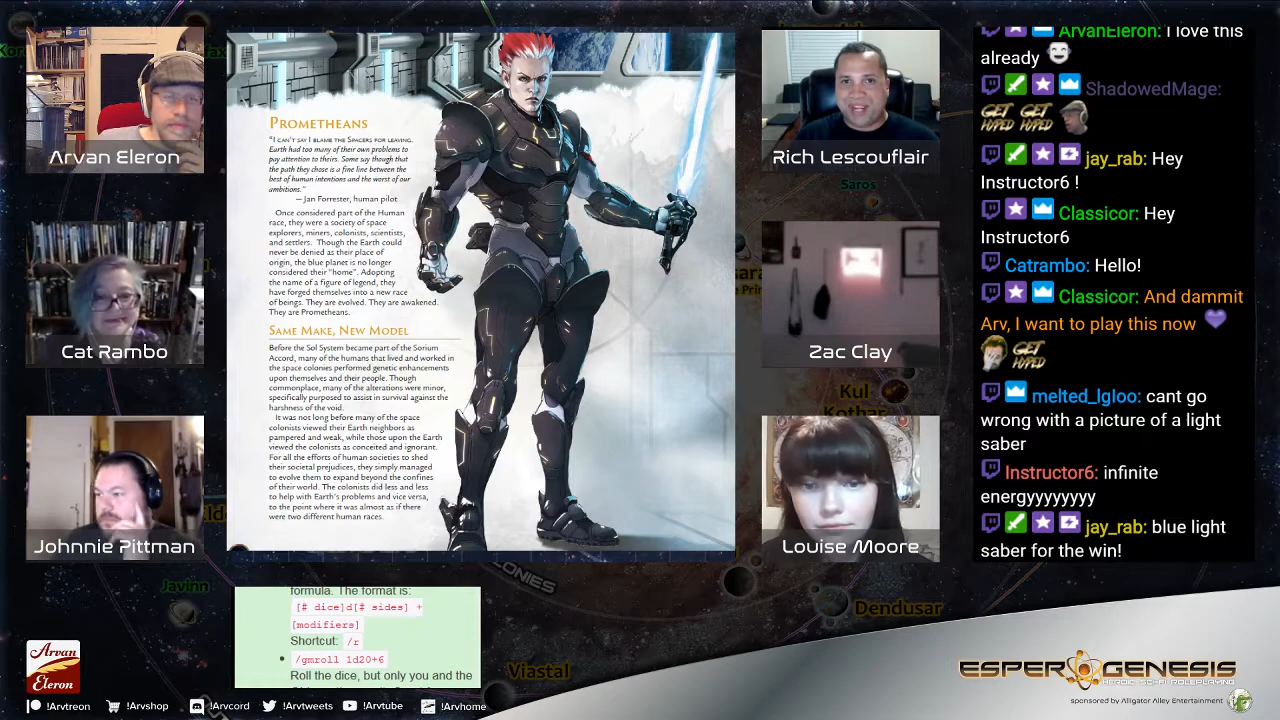 Arvan Eleron
Cat Rambo
Johnnie Pittman
PROMETHEANS
"I CAN'T SAY I BLAME THE SPACERS FOR LEAVING.
Earth had too many of their own problems to
pay attention to theirs. Some say though that
the path they chose is a fine line between the
best of human intentions and the worst of our
ambitions."
— Jan Forrester, human pilot
Once considered part of the Human
race, they were a society of space
explorers, miners, colonists, scientists,
and settlers. Though the Earth could
never be denied as their place of
origin, the blue planet is no longer
considered their "home". Adopting
the name of a figure of legend, they
have forged themselves into a new race
of beings. They are evolved. They are awakened.
They are Prometheans.
SAME MAKE, NEW MODEL
Before the Sol System became part of the Sorium
Accord, many of the humans that lived and worked in
the space colonies performed genetic enhancements
upon themselves and their people. Though
commonplace, many of the alterations were minor,
specifically purposed to assist in survival against the
harshness of the void.
It was not long before many of the space
colonists viewed their Earth neighbors as
pampered and weak, while those upon the Earth
viewed the colonists as conceited and ignorant.
For all the efforts of human societies to shed
their societal prejudices, they simply managed
to evolve them to expand beyond the confines
of their world. The colonists did less and less
to help with Earth's problems and vice versa,
to the point where it was almost as if there
were two different human races.
Rich Lescouflair
Saros
Zac Clay
Kul
Kothar
Louise Moore
ArvanEleron: I love this
already
ShadowedMage:
GET HYPED GET HYPED
jay_rab: Hey
Instructor6 !
Classicor: Hey
Instructor6
Catrambo: Hello!
Classicor: And dammit
Arv, I want to play this now
GET HYPED
melted_Igloo: cant go
wrong with a picture of a light
saber
Instructor6: infinite
energyyyyyyy
jay_rab: blue light
saber for the win!
Javinn
COLONIES
Dendusar
Viastal
formula. The format is:
[# dice]d[# sides] +
[modifiers]
Shortcut: /r
/gmroll 1d20+6
Roll the dice, but only you and the
Arvan
Eleron
!Arvtreon !Arvshop !Arvcord !Arvtweets !Arvtube !Arvhome
ESPER GENESIS
HEROIC SCI-FI ROLEPLAYING
sponsored by Alligator Alley Entertainment